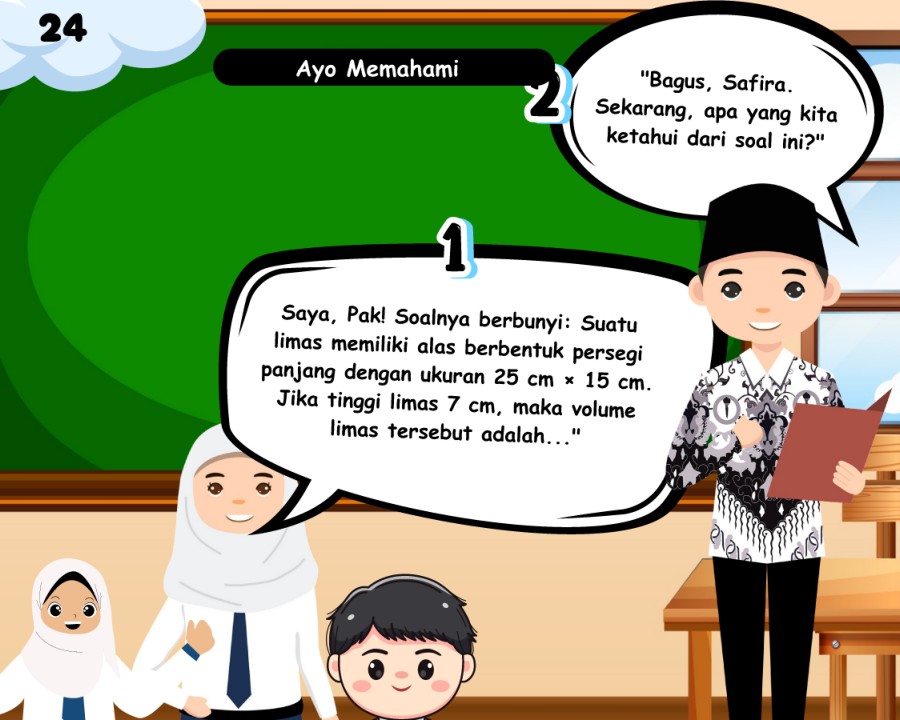 24
Ayo Memahami
1
Saya, Pak! Soalnya berbunyi: Suatu
limas memiliki alas berbentuk persegi
panjang dengan ukuran 25 cm × 15 cm.
Jika tinggi limas 7 cm, maka volume
limas tersebut adalah..."
2
"Bagus, Safira.
Sekarang, apa yang kita
ketahui dari soal ini?"